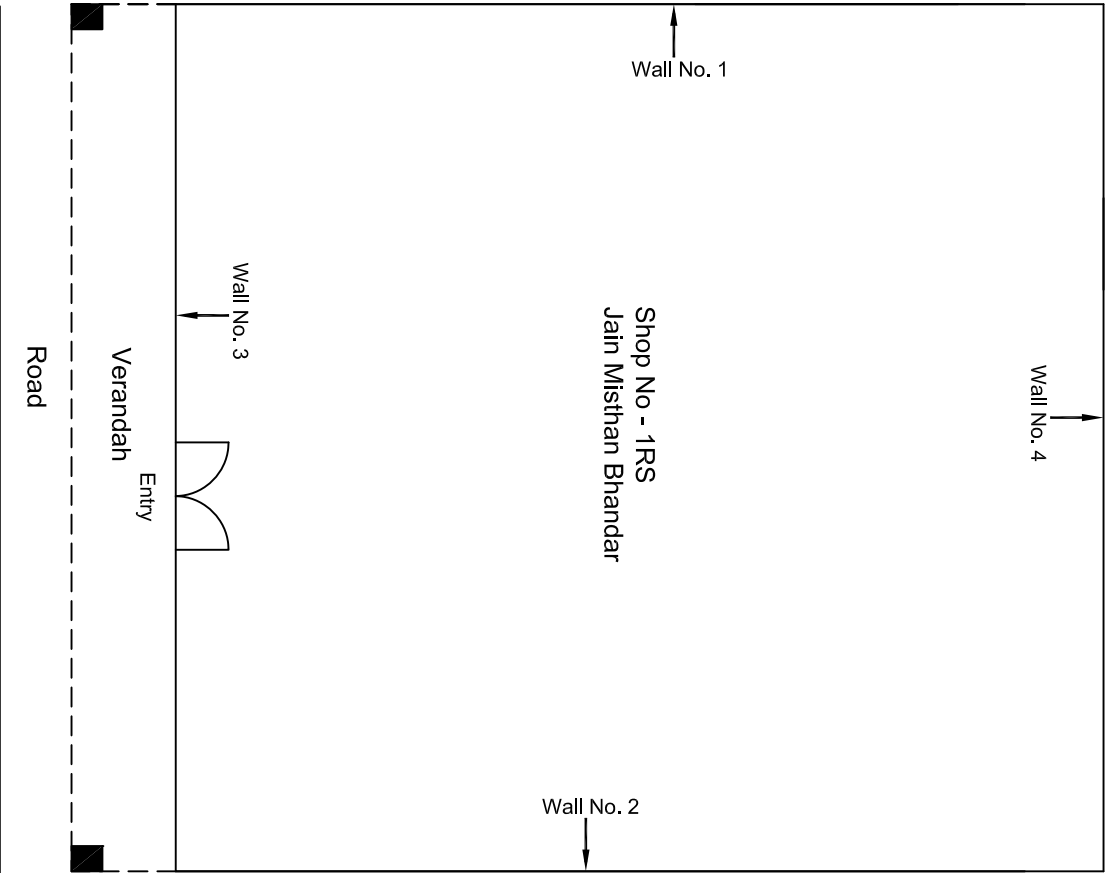 Wall No. 1
Wall No. 4
Wall No. 3
Shop No - 1RS
Jain Misthan Bhandar
Entry
Verandah
Road
Wall No. 2